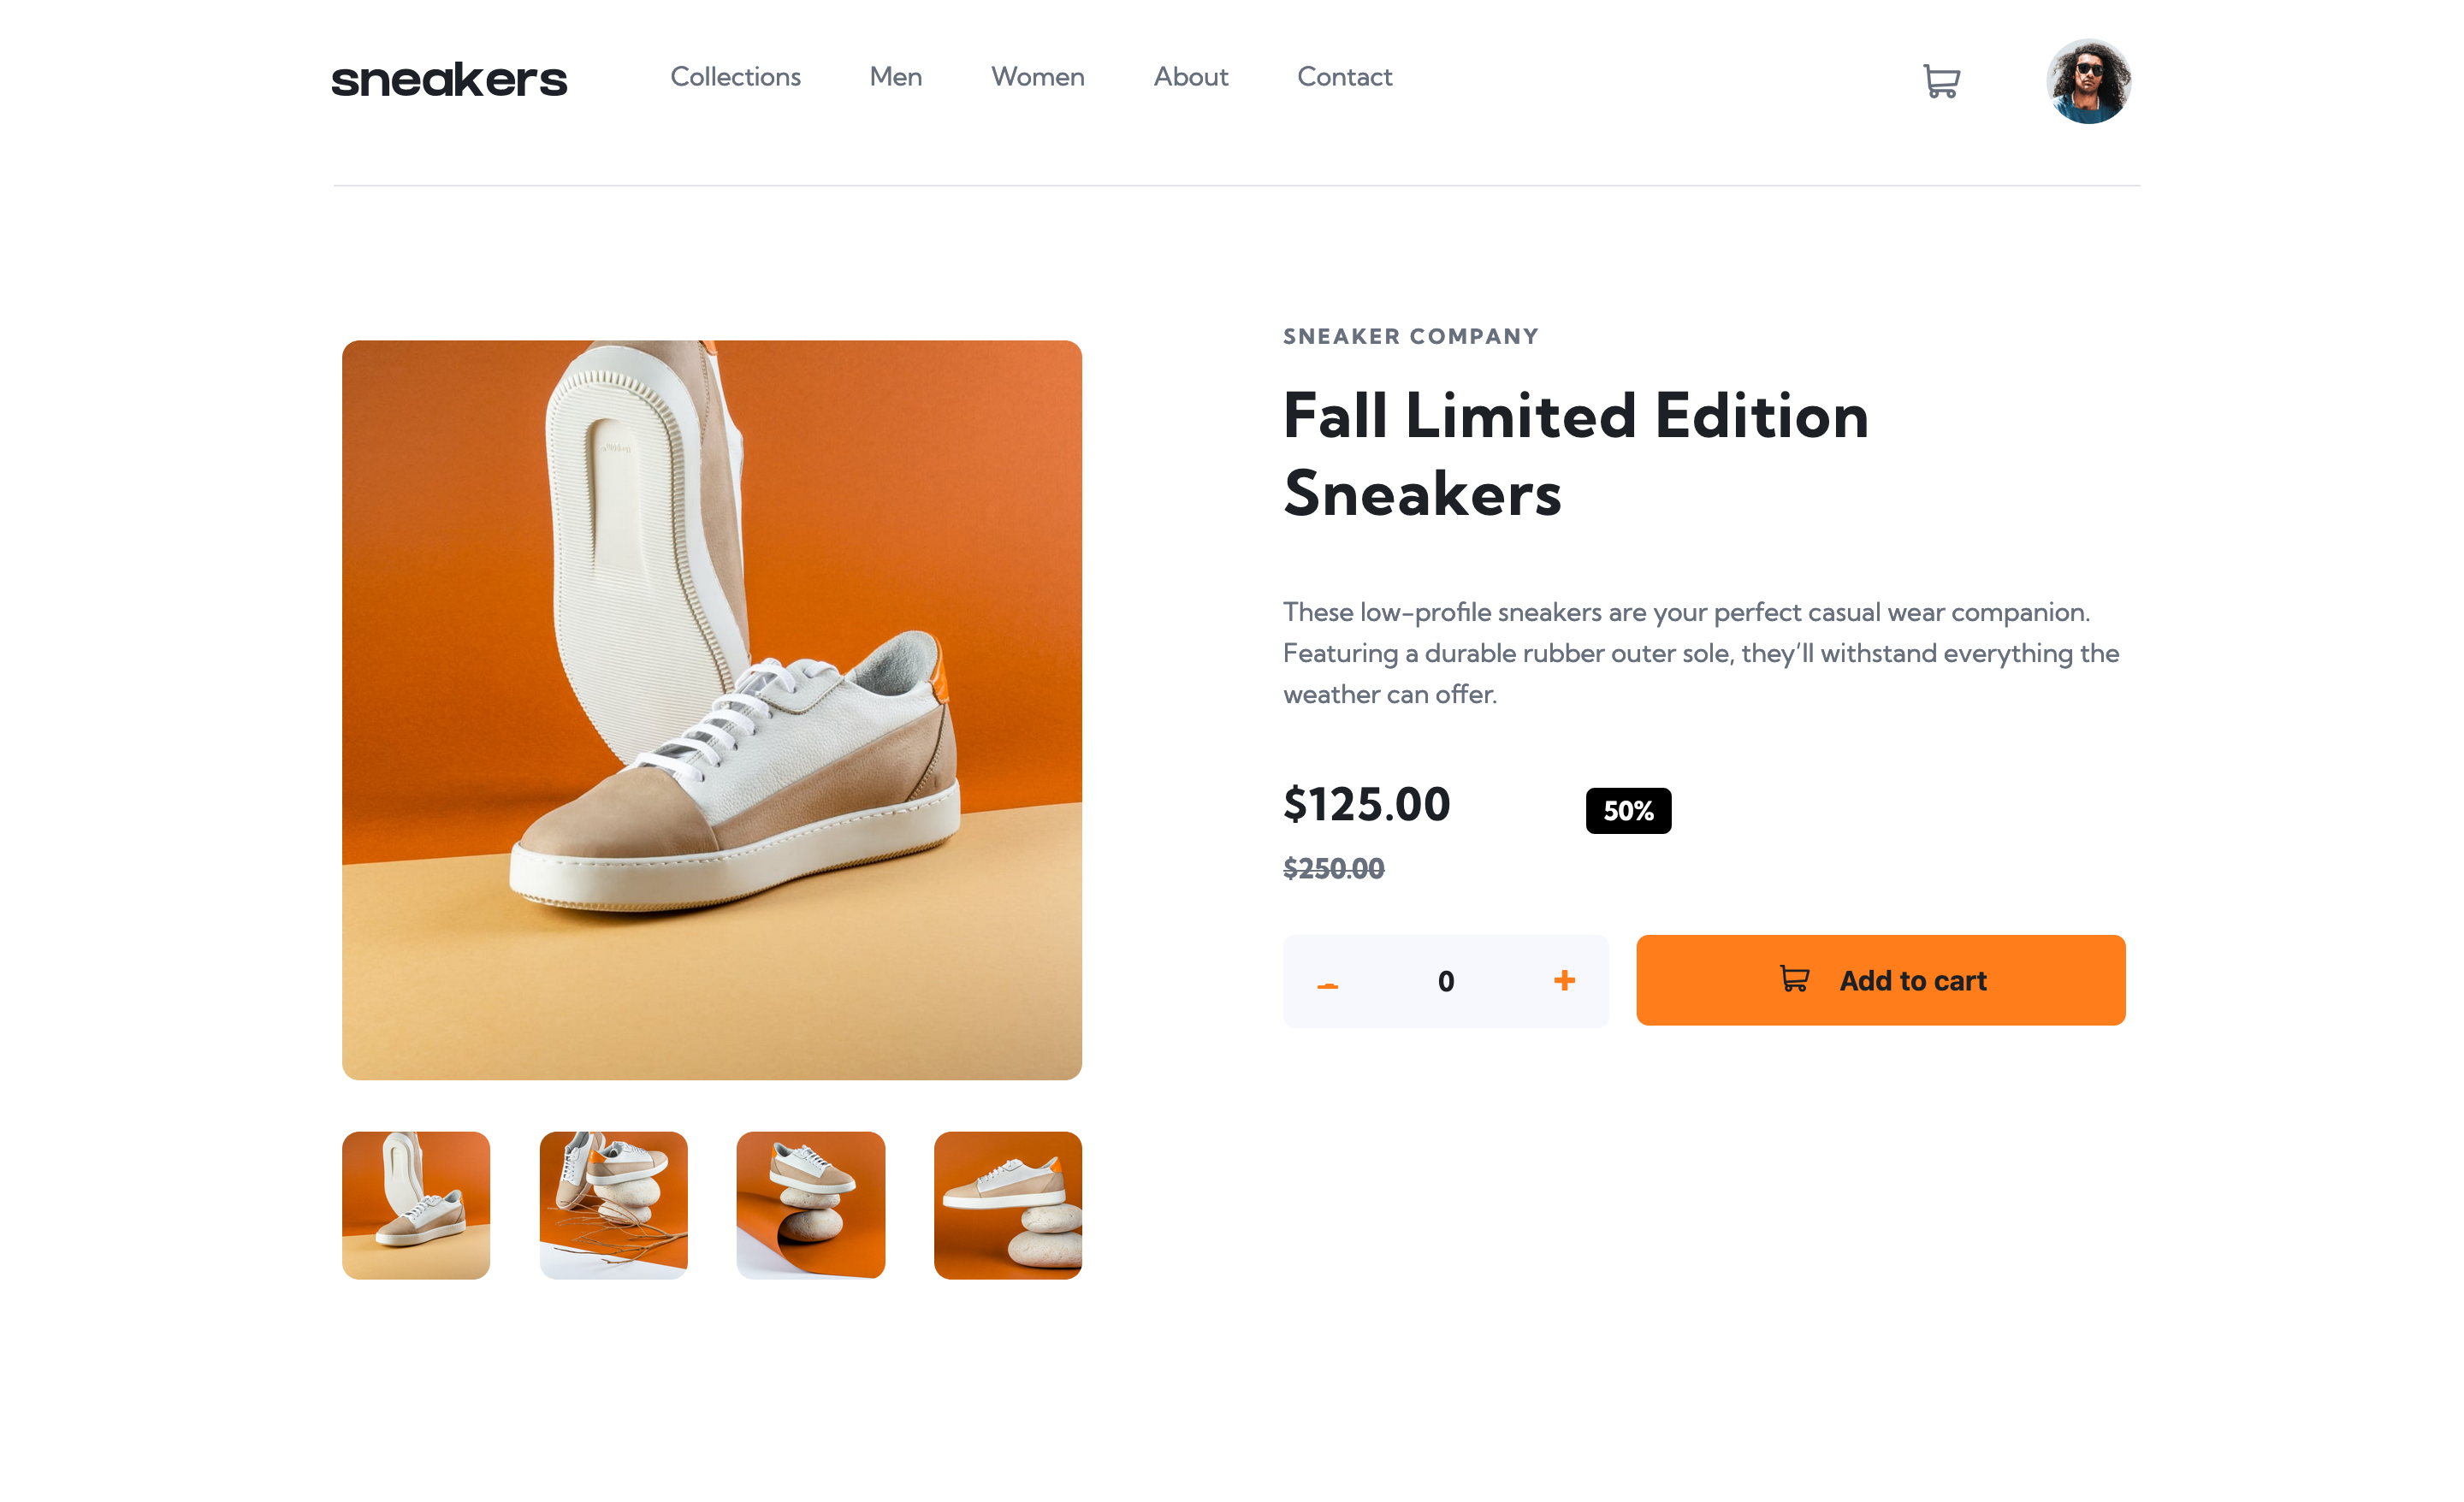 sneakers
Collections Men Women About Contact
SNEAKER COMPANY
Fall Limited Edition
Sneakers
These low-profile sneakers are your perfect casual wear companion.
Featuring a durable rubber outer sole, they’ll withstand everything the
weather can offer.
$125.00 50%
$250.00
0 + Add to cart